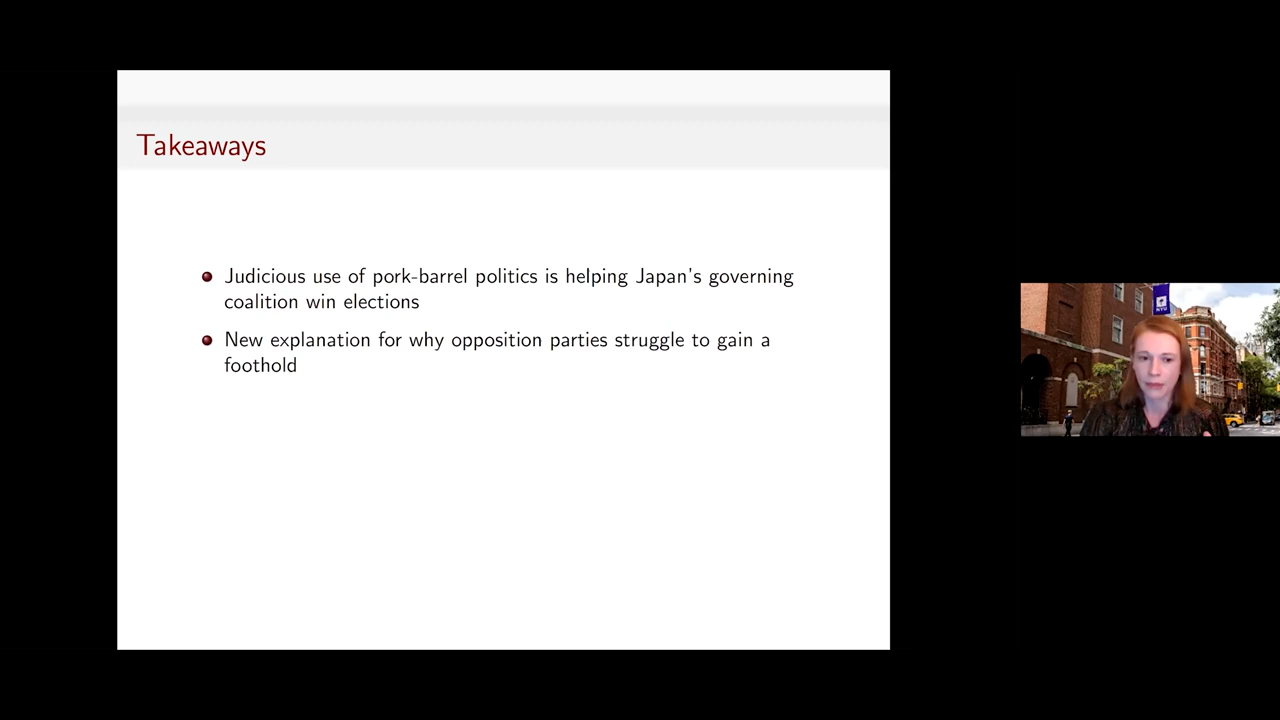 Takeaways
Judicious use of pork-barrel politics is helping Japan's governing
coalition win elections
New explanation for why opposition parties struggle to gain a
foothold
NYU